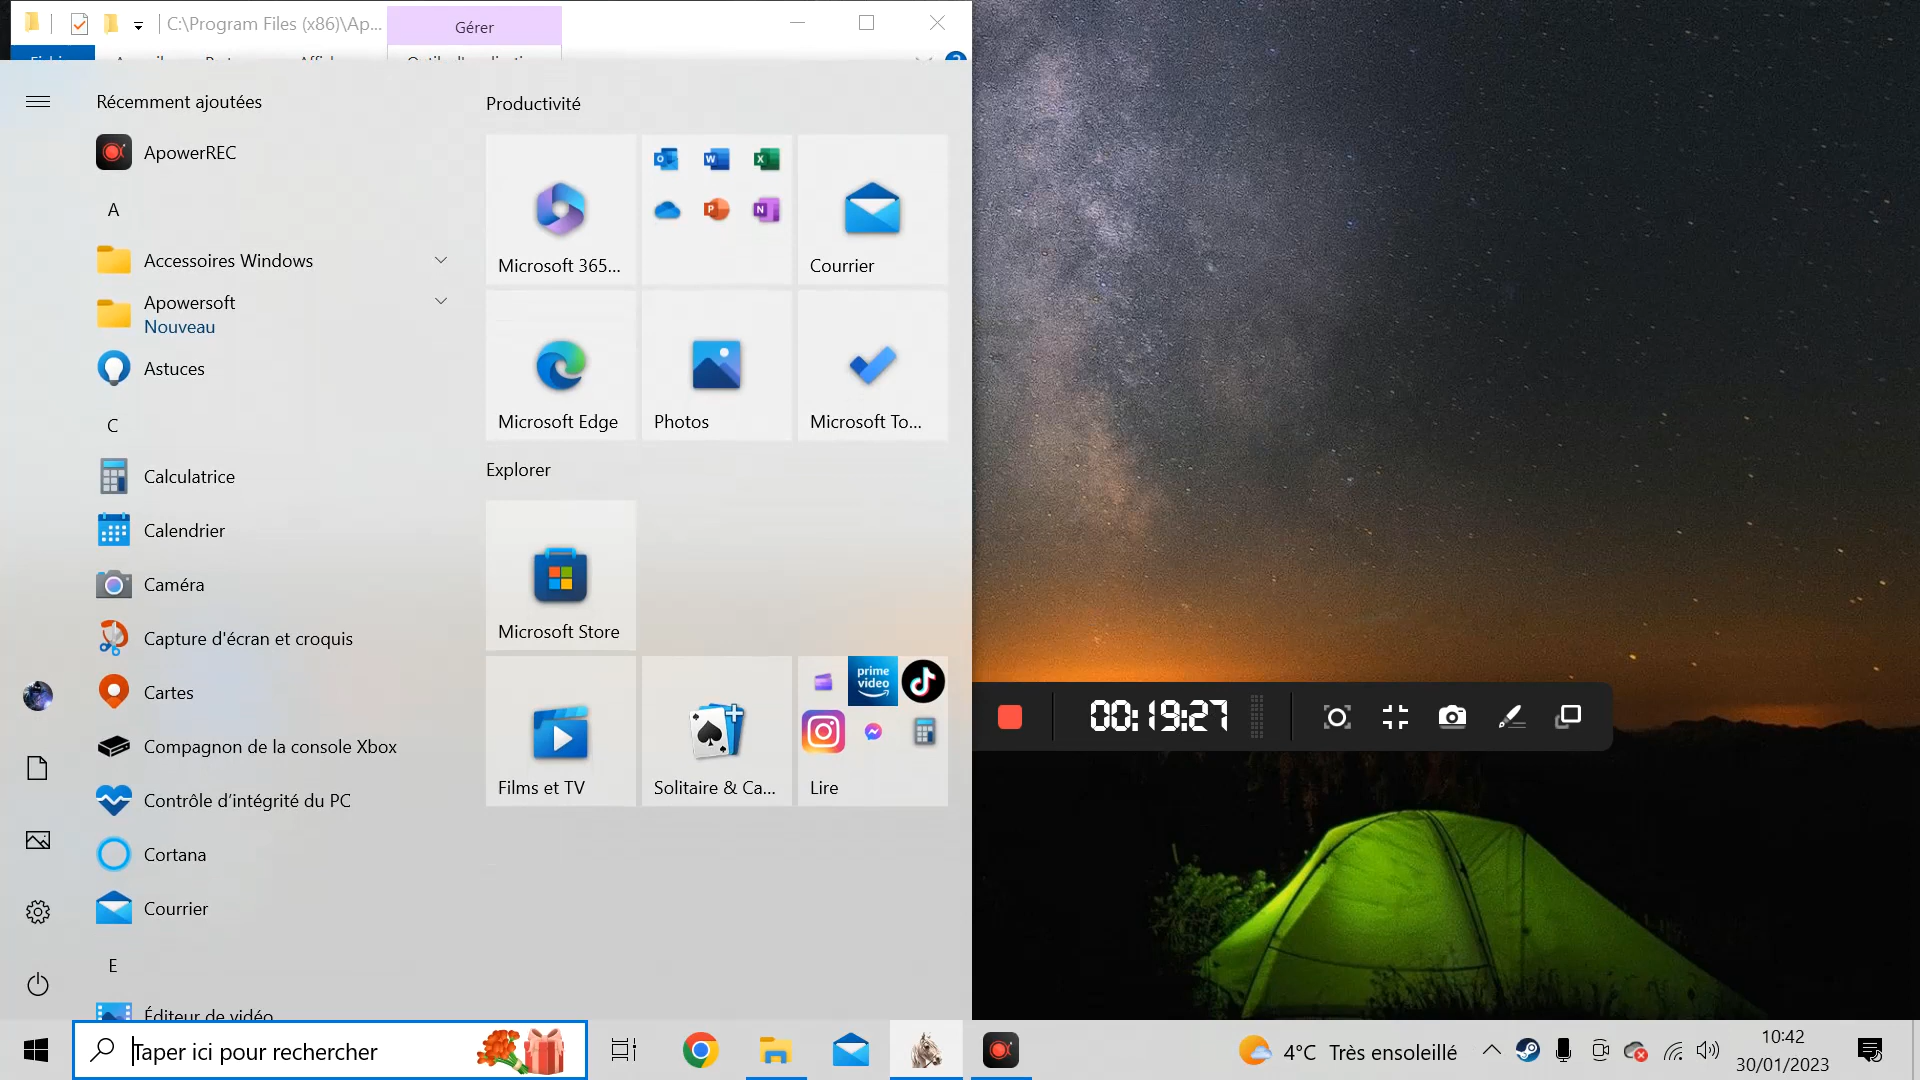 C:\Program Files (x86)\Ap...
Gérer
Récemment ajoutées
ApowerREC
A
Accessoires Windows
Apowersoft
Nouveau
Astuces
C
Calculatrice
Calendrier
Caméra
Capture d'écran et croquis
Cartes
Compagnon de la console Xbox
Contrôle d’intégrité du PC
Cortana
Courrier
E
Éditeur de vidéo
Productivité
Microsoft 365...
Courrier
Microsoft Edge
Photos
Microsoft To...
Explorer
Microsoft Store
prime
video
Films et TV
Solitaire & Ca...
Lire
00:19:27
Taper ici pour rechercher
4°C Très ensoleillé
10:42
30/01/2023